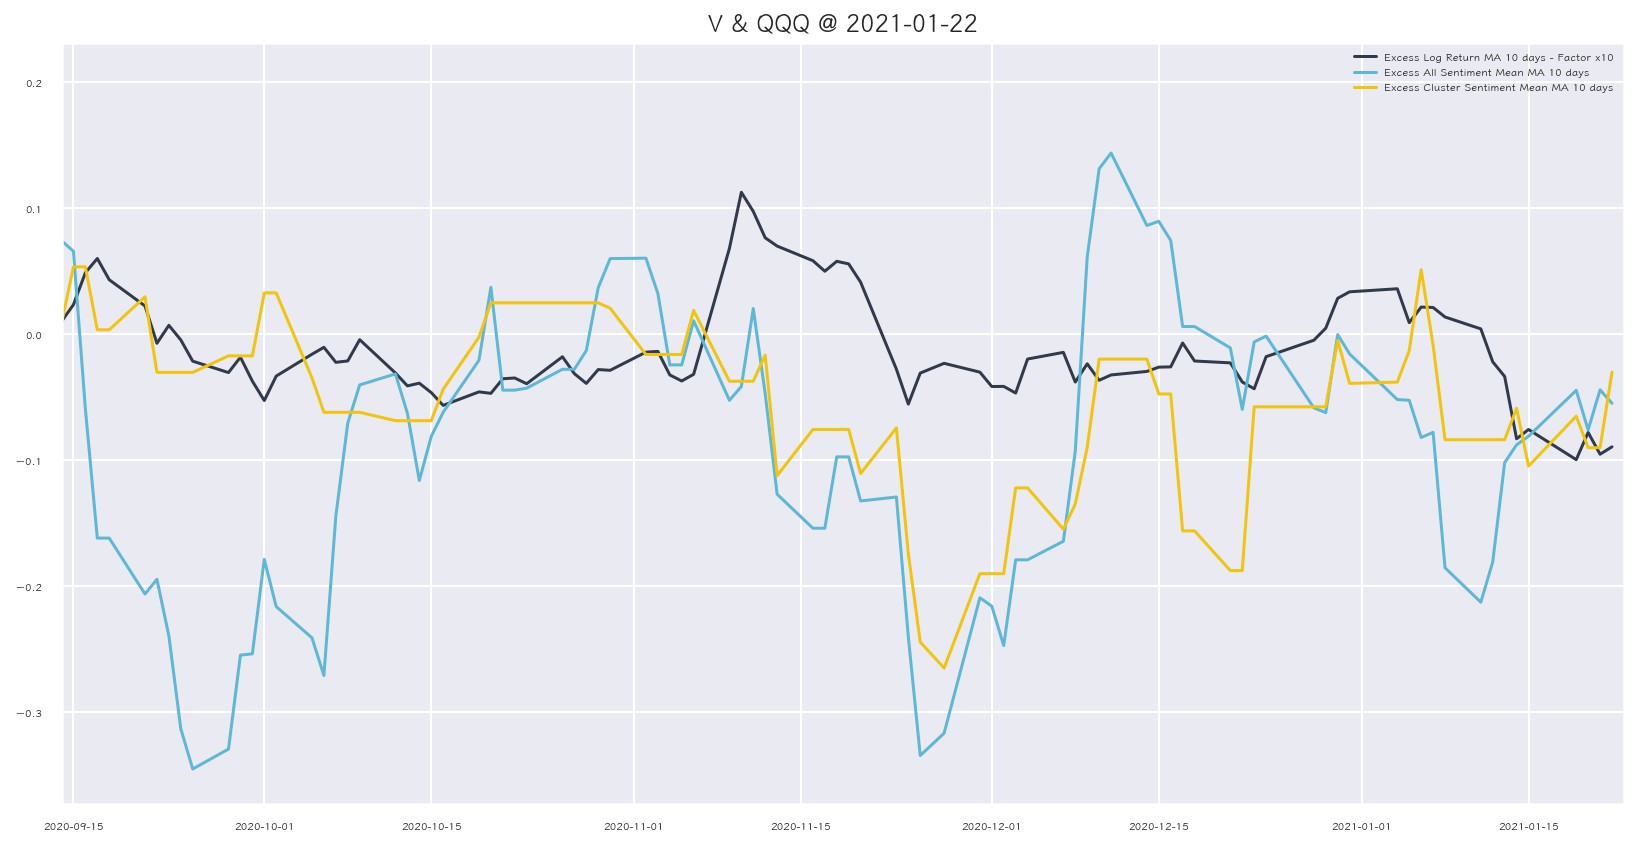 V & QQQ @ 2021-01-22
Excess Log Return MA 10 days - Factor x10
Excess All Sentiment Mean MA 10 days
Excess Cluster Sentiment Mean MA 10 days
0.2
0.1
0.0
−0.1
−0.2
−0.3
2020-09-15 2020-10-01 2020-10-15 2020-11-01 2020-11-15 2020-12-01 2020-12-15 2021-01-01 2021-01-15